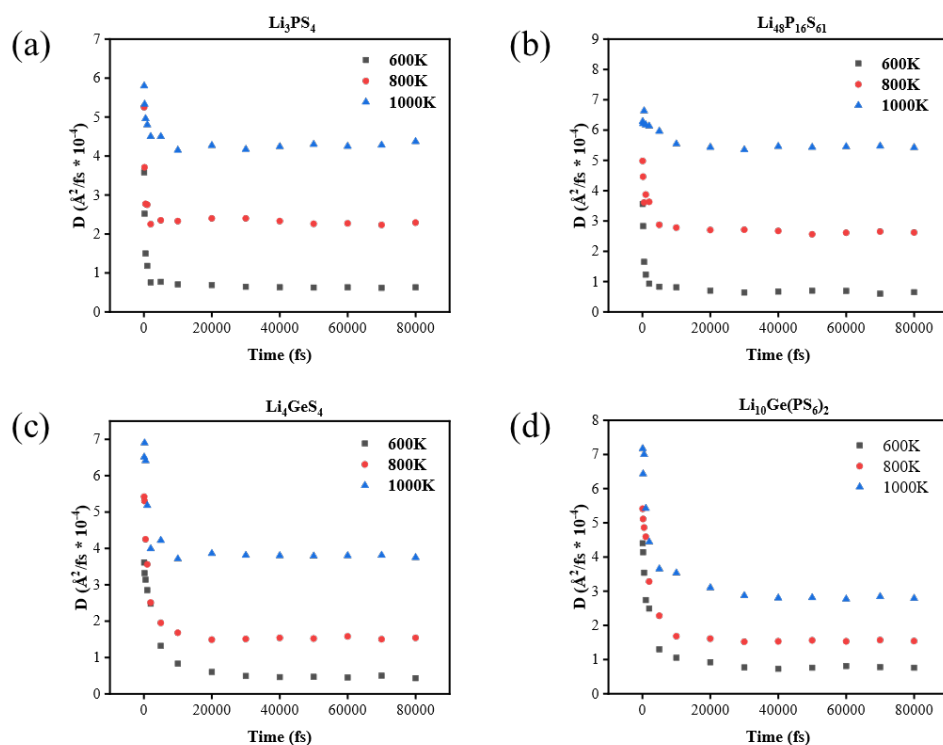 (a)
Li₃PS₄
7
6
5
4
3
2
1
0
D (Å²/fs * 10⁻⁴)
600K
800K
1000K
0 20000 40000 60000 80000
Time (fs)
(b)
Li₄₈P₁₆S₆₁
9
8
7
6
5
4
3
2
1
0
D (Å²/fs * 10⁻⁴)
600K
800K
1000K
0 20000 40000 60000 80000
Time (fs)
(c)
Li₄GeS₄
7
6
5
4
3
2
1
0
D (Å²/fs * 10⁻⁴)
600K
800K
1000K
0 20000 40000 60000 80000
Time (fs)
(d)
Li₁₀Ge(PS₆)₂
8
7
6
5
4
3
2
1
0
D (Å²/fs * 10⁻⁴)
600K
800K
1000K
0 20000 40000 60000 80000
Time (fs)